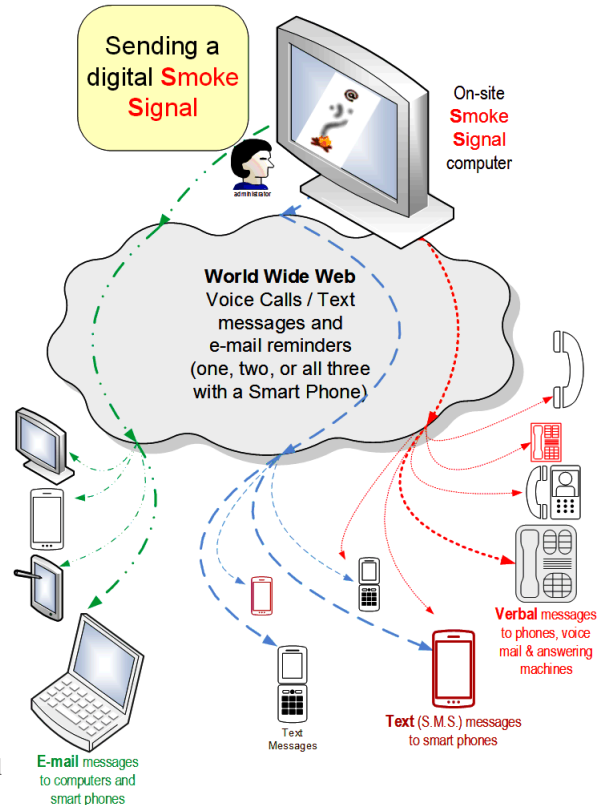 Sending a
digital Smoke
Signal
@
On-site
Smoke
Signal
computer
administrator
World Wide Web
Voice Calls / Text
messages and
e-mail reminders
(one, two, or all three
with a Smart Phone)
Verbal messages
to phones, voice
mail & answering
machines
Text (S.M.S.) messages
to smart phones
Text
Messages
E-mail messages
to computers and
smart phones